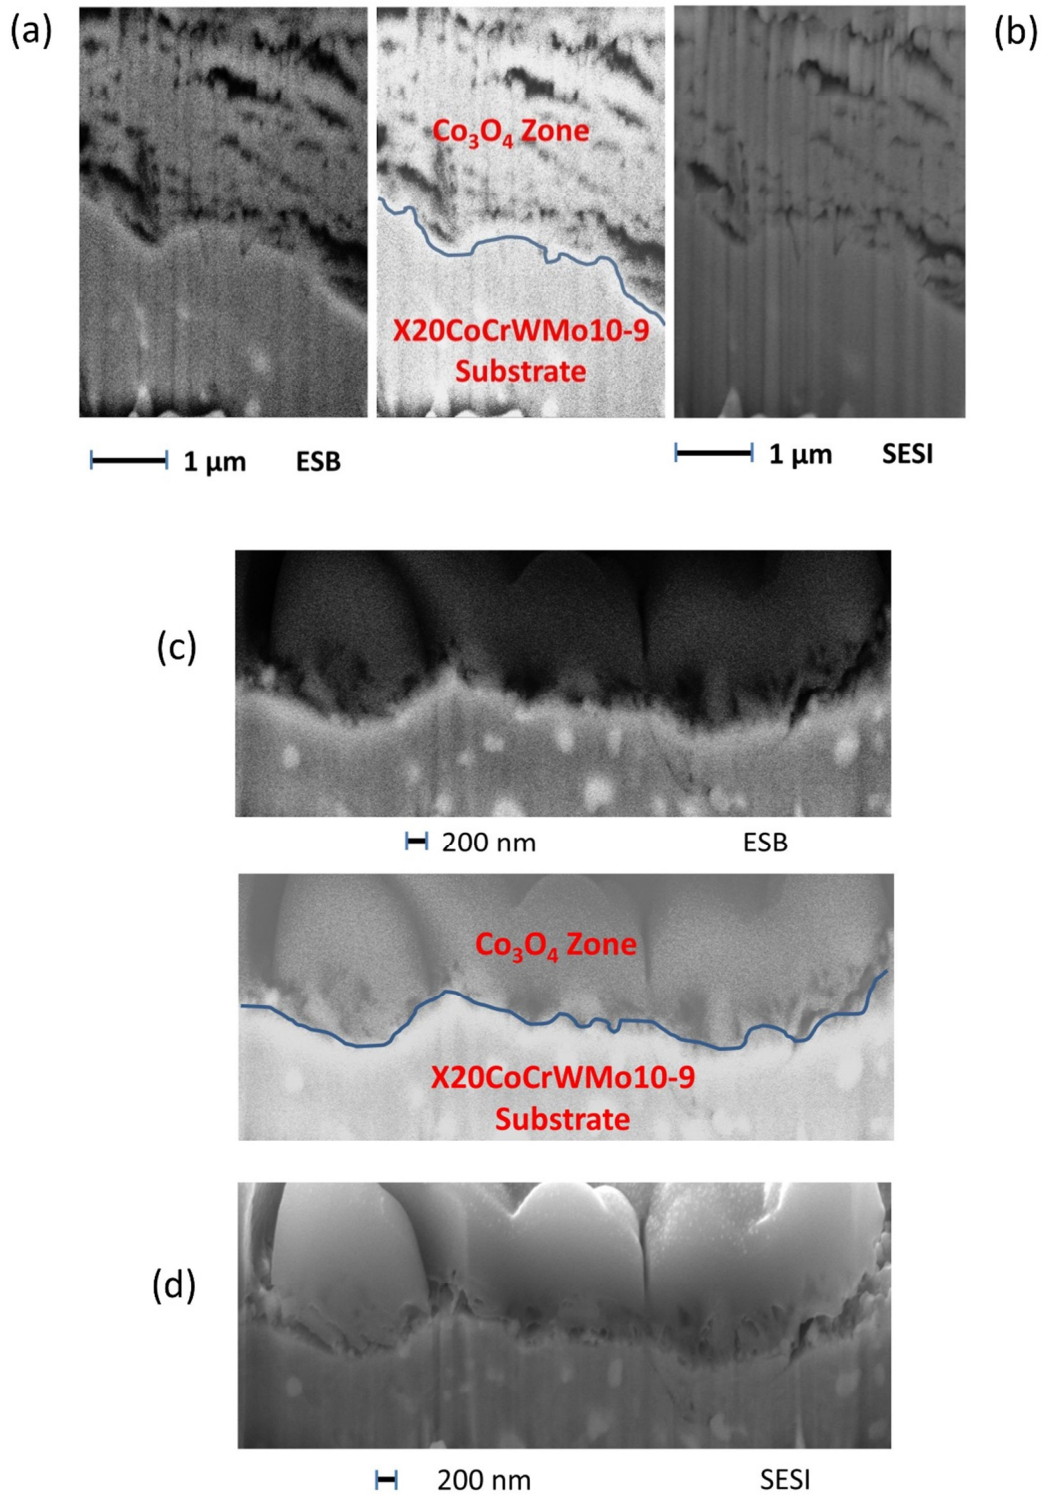 (a)
(b)
Co₃O₄ Zone
X20CoCrWMo10-9
Substrate
1 µm ESB
1 µm SESI
(c)
200 nm ESB
Co₃O₄ Zone
X20CoCrWMo10-9
Substrate
(d)
200 nm SESI